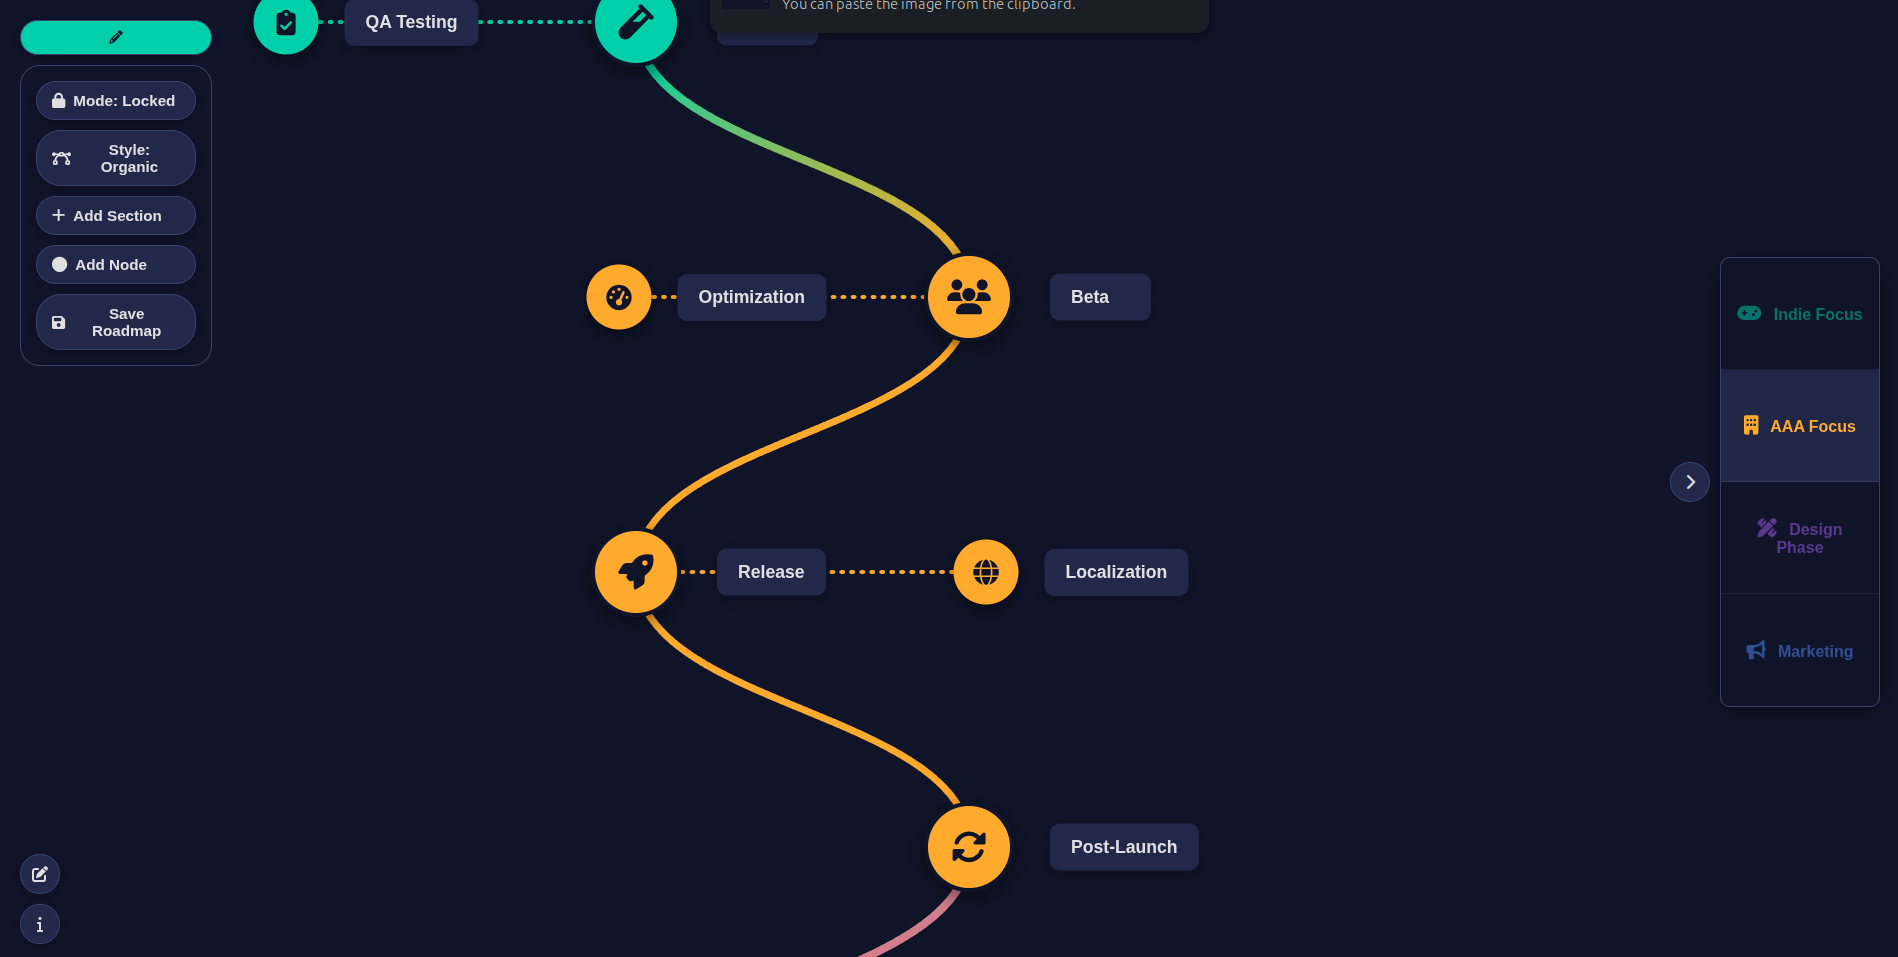 You can paste the image from the clipboard.
QA Testing
Mode: Locked
Style:
Organic
Add Section
Add Node
Save
Roadmap
Optimization
Beta
Indie Focus
AAA Focus
Design
Phase
Marketing
Release
Localization
Post-Launch